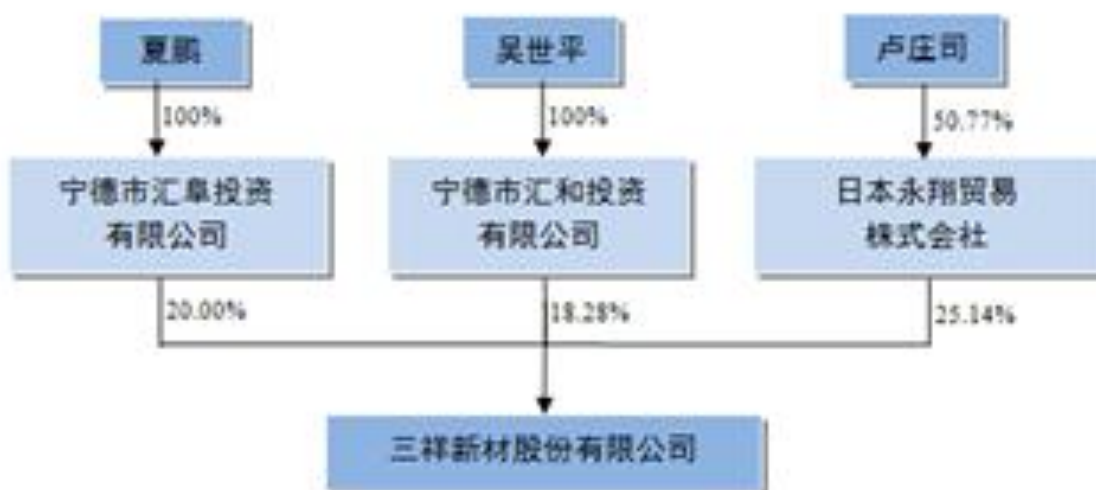 夏鹏
吴世平
卢庄司
100%
100%
50.77%
宁德市汇阜投资
有限公司
宁德市汇和投资
有限公司
日本永翔贸易
株式会社
20.00%
18.28%
25.14%
三祥新材股份有限公司